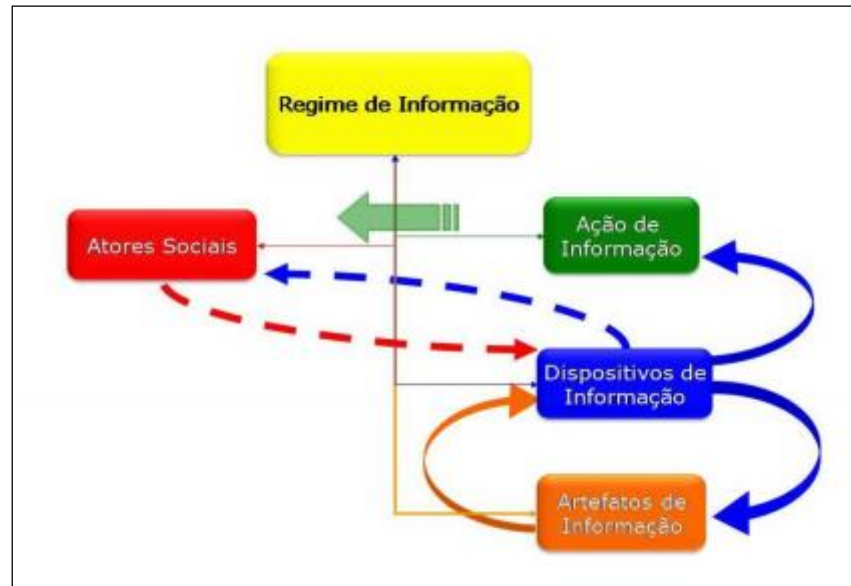 Regime de Informação
Atores Sociais
Ação de
Informação
Dispositivos de
Informação
Artefatos de
Informação